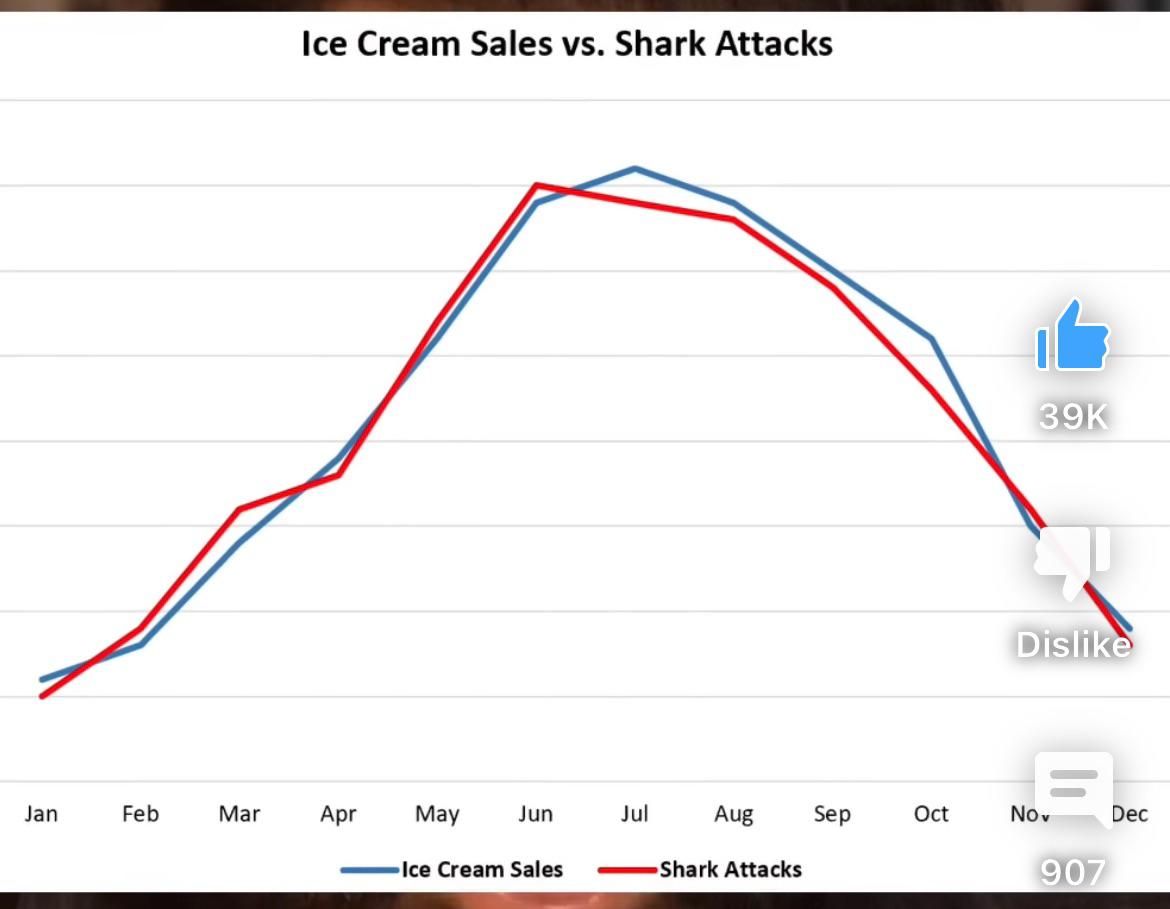 Ice Cream Sales vs. Shark Attacks
39K
Dislike
Jan Feb Mar Apr May Jun Jul Aug Sep Oct Nov Dec
Ice Cream Sales Shark Attacks
907